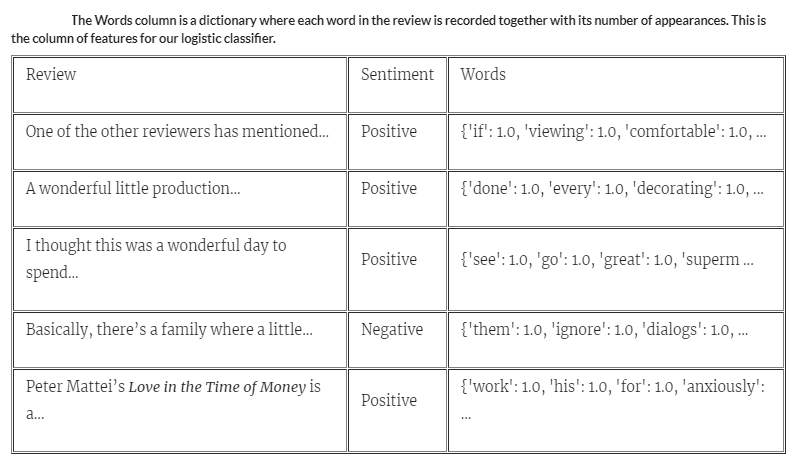 The Words column is a dictionary where each word in the review is recorded together with its number of appearances. This is
the column of features for our logistic classifier.
Review Sentiment Words
One of the other reviewers has mentioned... Positive {'if': 1.0, 'viewing': 1.0, 'comfortable': 1.0, ...
A wonderful little production... Positive {'done': 1.0, 'every': 1.0, 'decorating': 1.0, ...
I thought this was a wonderful day to
spend... Positive {'see': 1.0, 'go': 1.0, 'great': 1.0, 'superm ...
Basically, there’s a family where a little... Negative {'them': 1.0, 'ignore': 1.0, 'dialogs': 1.0, ...
Peter Mattei’s Love in the Time of Money is
a... Positive {'work': 1.0, 'his': 1.0, 'for': 1.0, 'anxiously':
...